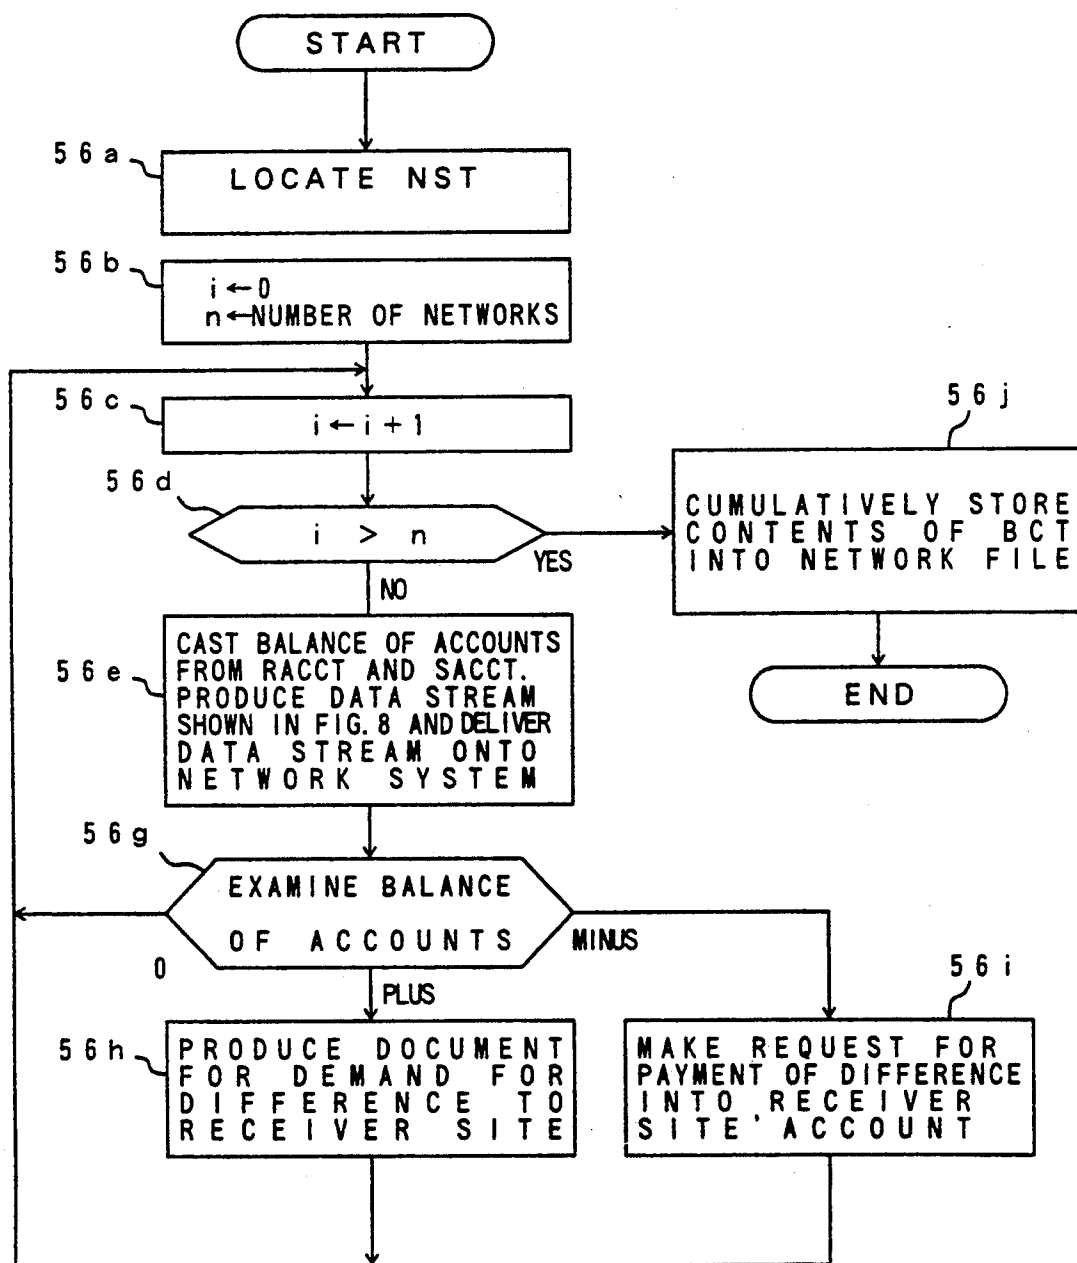 START
56a
LOCATE NST
56b
i←0
n←NUMBER OF NETWORKS
56c
i←i+1
56j
56d
i > n
YES
NO
CUMULATIVELY STORE
CONTENTS OF BCT
INTO NETWORK FILE
56e
CAST BALANCE OF ACCOUNTS
FROM RACCT AND SACCT.
PRODUCE DATA STREAM
SHOWN IN FIG.8 AND DELIVER
DATA STREAM ONTO
NETWORK SYSTEM
END
56g
EXAMINE BALANCE
OF ACCOUNTS
0
MINUS
PLUS
56i
56h
PRODUCE DOCUMENT
FOR DEMAND FOR
DIFFERENCE TO
RECEIVER SITE
MAKE REQUEST FOR
PAYMENT OF DIFFERENCE
INTO RECEIVER
SITE' ACCOUNT